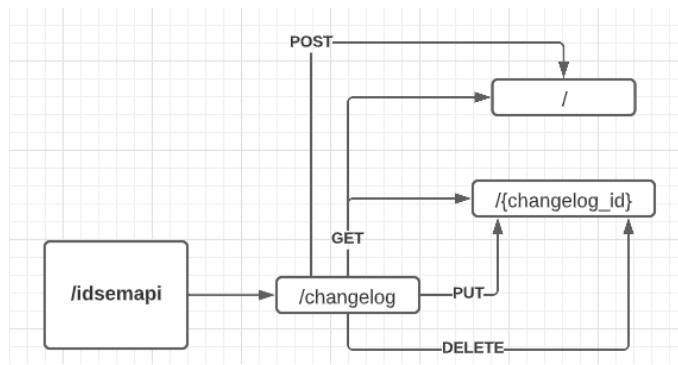 POST
/
/{changelog_id}
GET
/idsemapi
/changelog
PUT
DELETE